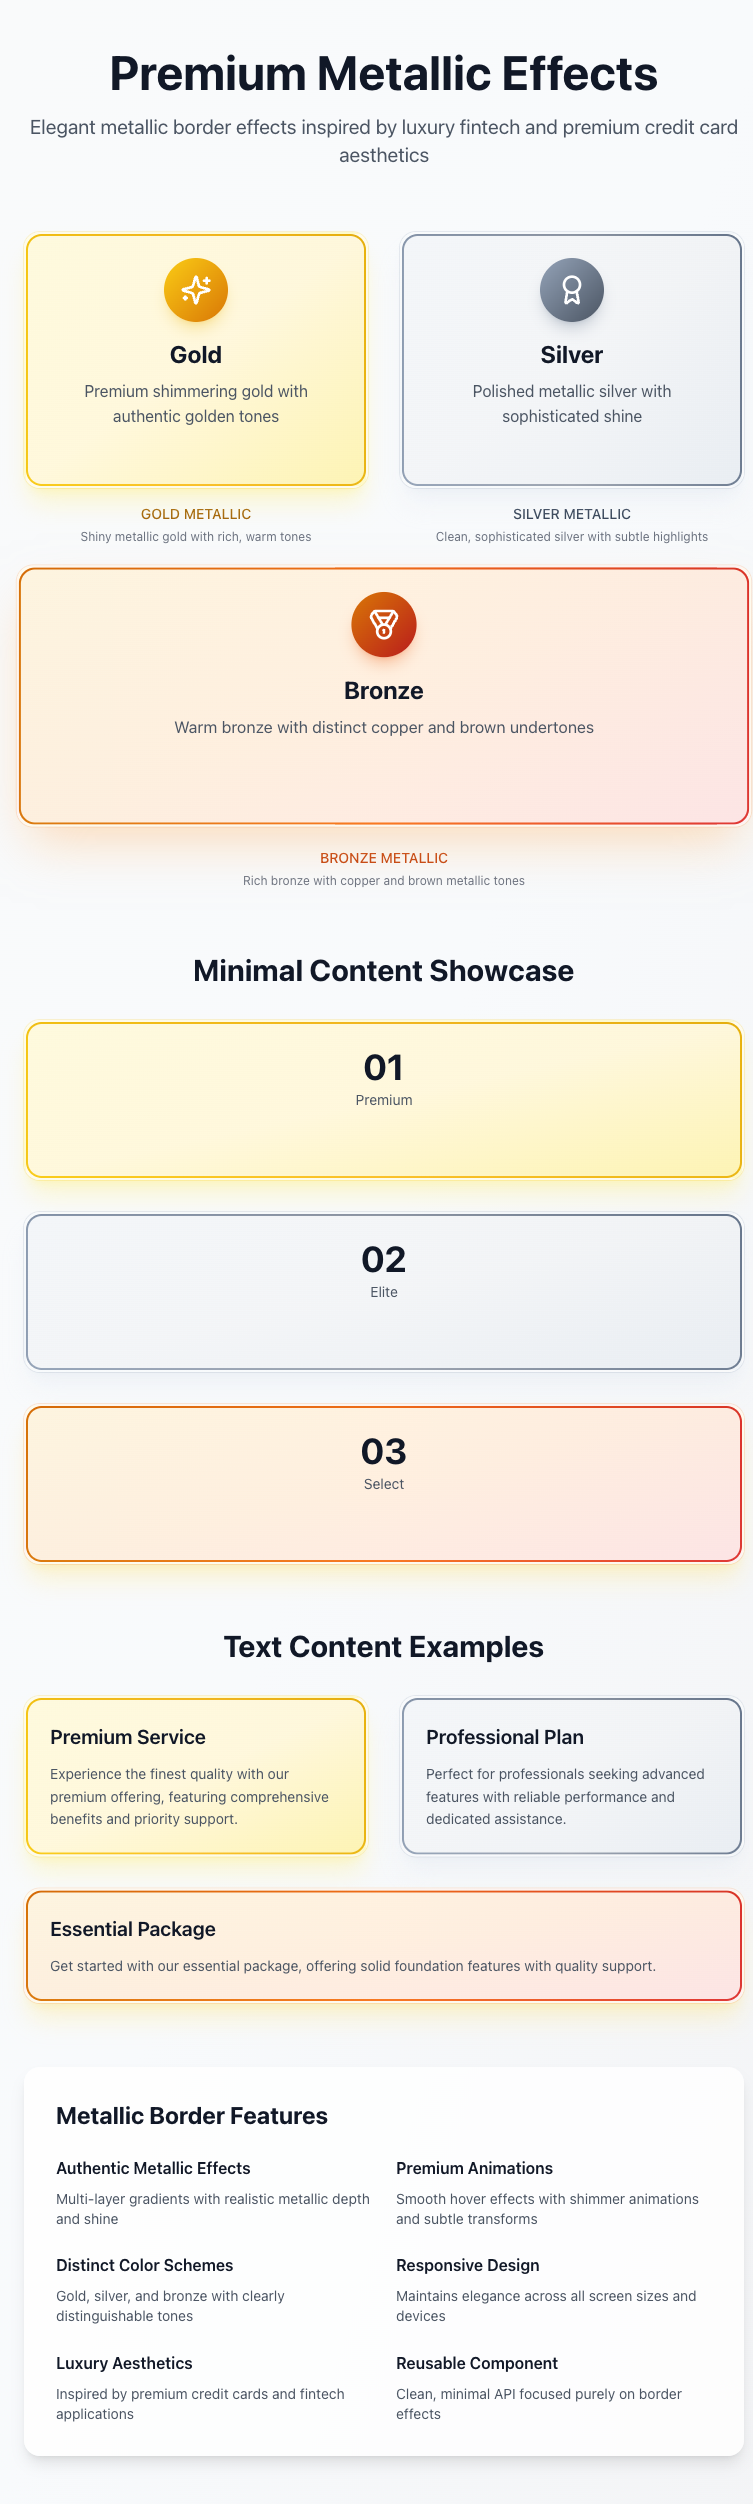 Premium Metallic Effects
Elegant metallic border effects inspired by luxury fintech and premium credit card
aesthetics
Gold
Premium shimmering gold with
authentic golden tones
GOLD METALLIC
Shiny metallic gold with rich, warm tones
Silver
Polished metallic silver with
sophisticated shine
SILVER METALLIC
Clean, sophisticated silver with subtle highlights
Bronze
Warm bronze with distinct copper and brown undertones
BRONZE METALLIC
Rich bronze with copper and brown metallic tones
Minimal Content Showcase
01
Premium
02
Elite
03
Select
Text Content Examples
Premium Service
Experience the finest quality with our
premium offering, featuring comprehensive
benefits and priority support.
Professional Plan
Perfect for professionals seeking advanced
features with reliable performance and
dedicated assistance.
Essential Package
Get started with our essential package, offering solid foundation features with quality support.
Metallic Border Features
Authentic Metallic Effects
Multi-layer gradients with realistic metallic depth
and shine
Premium Animations
Smooth hover effects with shimmer animations
and subtle transforms
Distinct Color Schemes
Gold, silver, and bronze with clearly
distinguishable tones
Responsive Design
Maintains elegance across all screen sizes and
devices
Luxury Aesthetics
Inspired by premium credit cards and fintech
applications
Reusable Component
Clean, minimal API focused purely on border
effects